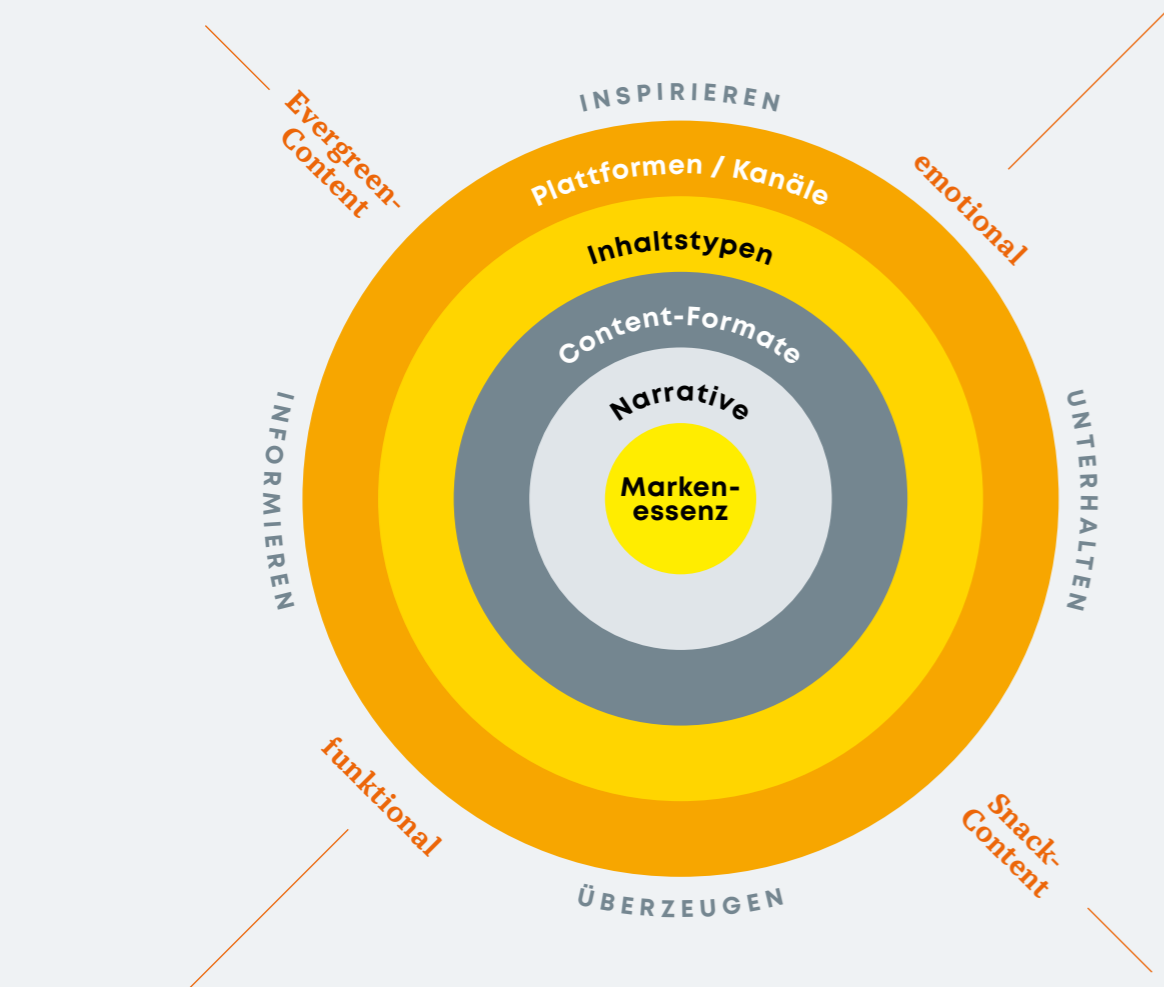 INSPIRIEREN
Evergreen-
Content
emotional
Plattformen / Kanäle
Inhaltstypen
Content-Formate
Narrative
Marken-
essenz
INFORMIEREN
UNTERHALTEN
funktional
Snack-
Content
ÜBERZEUGEN